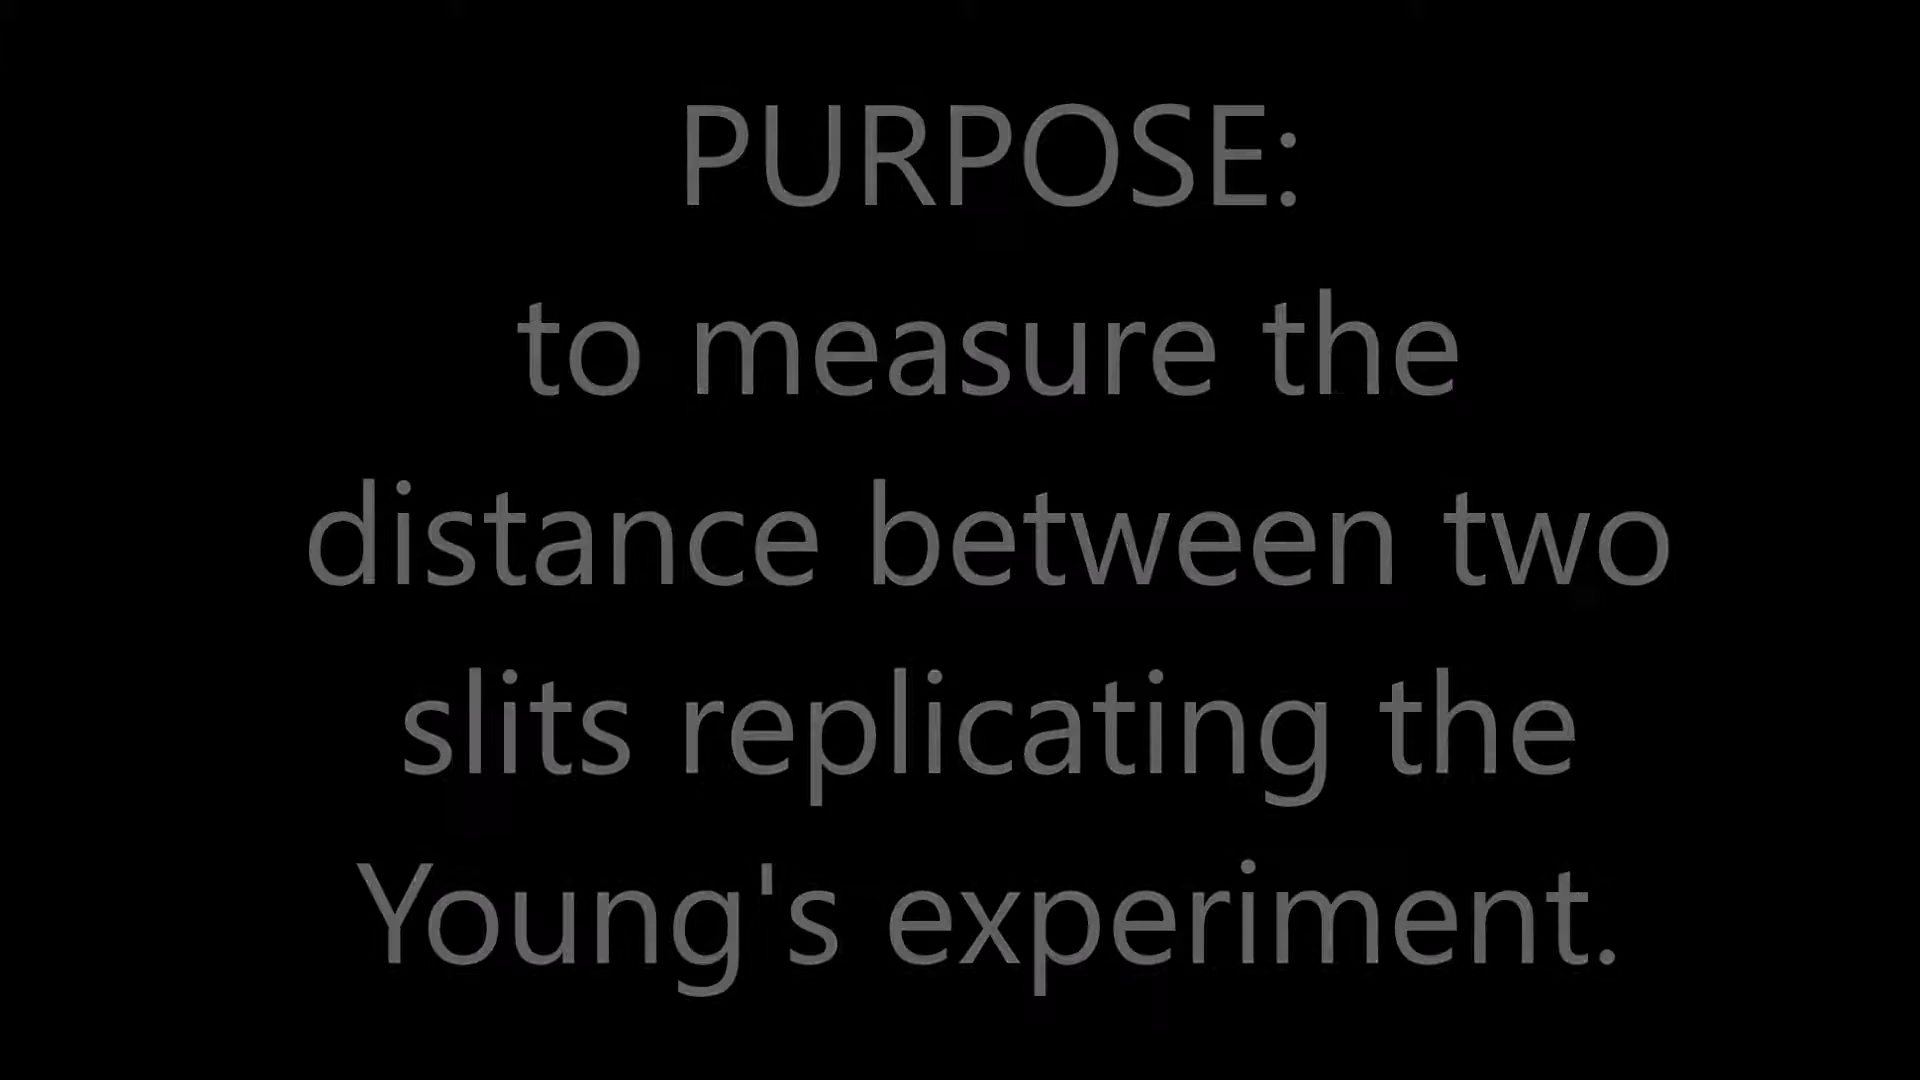 PURPOSE:
to measure the
distance between two
slits replicating the
Young's experiment.